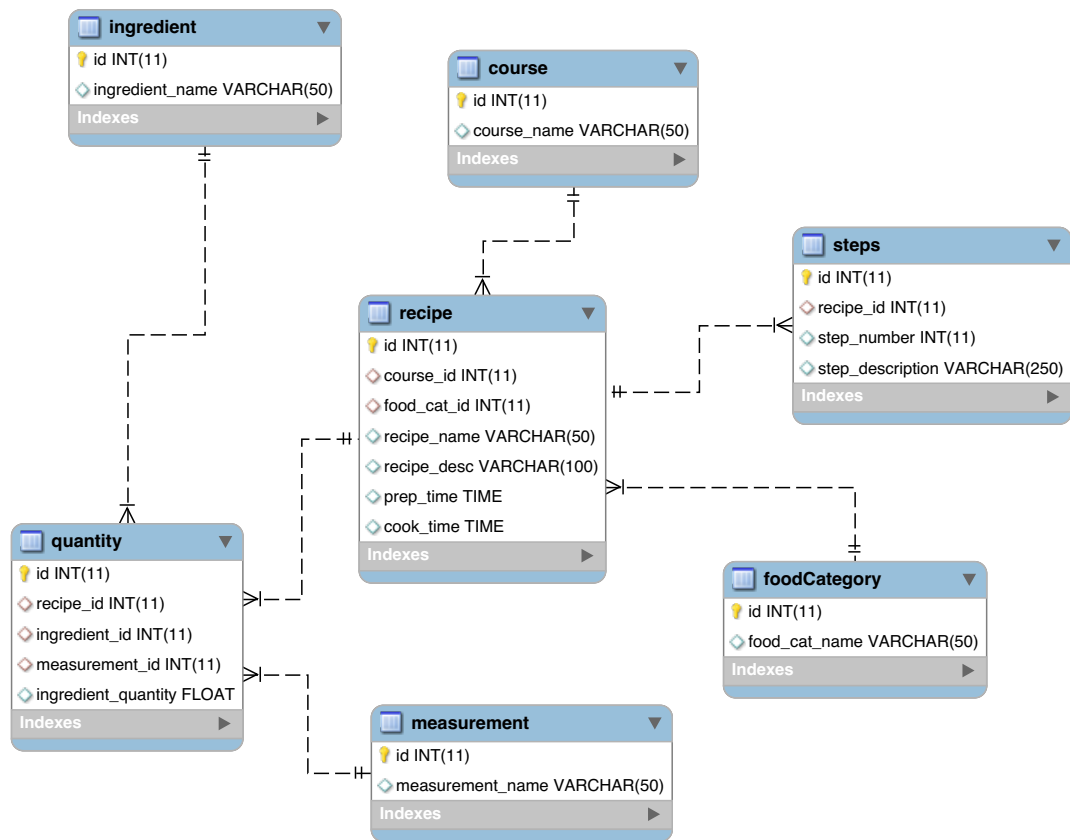 ingredient
id INT(11)
ingredient_name VARCHAR(50)
Indexes
course
id INT(11)
course_name VARCHAR(50)
Indexes
steps
id INT(11)
recipe_id INT(11)
step_number INT(11)
step_description VARCHAR(250)
Indexes
recipe
id INT(11)
course_id INT(11)
food_cat_id INT(11)
recipe_name VARCHAR(50)
recipe_desc VARCHAR(100)
prep_time TIME
cook_time TIME
Indexes
quantity
id INT(11)
recipe_id INT(11)
ingredient_id INT(11)
measurement_id INT(11)
ingredient_quantity FLOAT
Indexes
foodCategory
id INT(11)
food_cat_name VARCHAR(50)
Indexes
measurement
id INT(11)
measurement_name VARCHAR(50)
Indexes